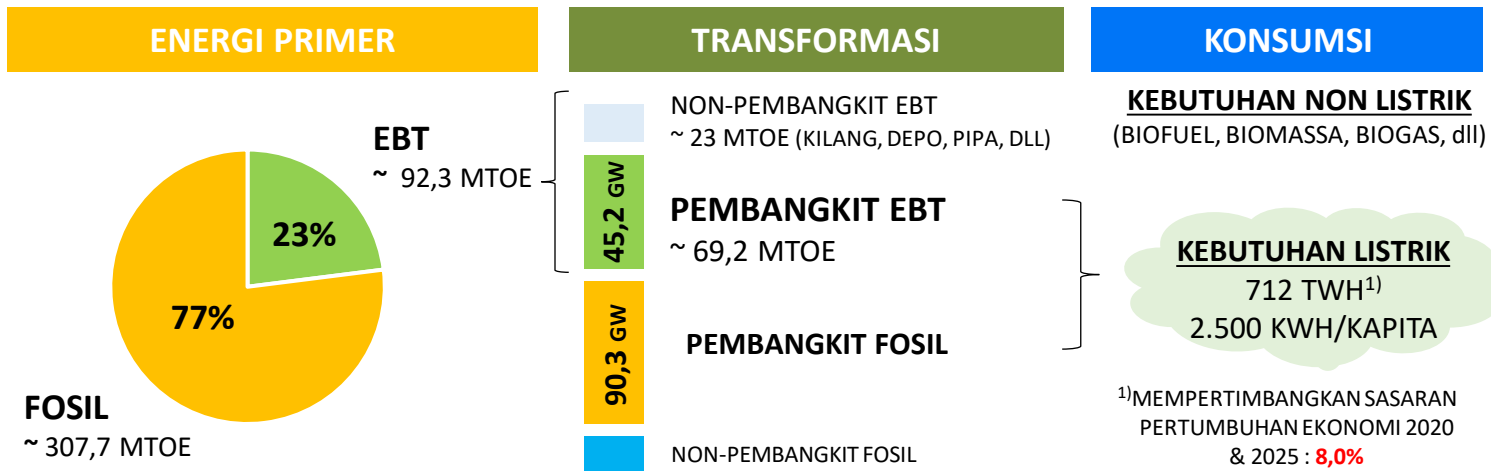 ENERGI PRIMER
EBT
~ 92,3 MTOE
23%
77%
FOSIL
~ 307,7 MTOE
TRANSFORMASI
NON-PEMBANGKIT EBT
~ 23 MTOE (KILANG, DEPO, PIPA, DLL)
45,2 GW
PEMBANGKIT EBT
~ 69,2 MTOE
90,3 GW
PEMBANGKIT FOSIL
NON-PEMBANGKIT FOSIL
KONSUMSI
KEBUTUHAN NON LISTRIK
(BIOFUEL, BIOMASSA, BIOGAS, dll)
KEBUTUHAN LISTRIK
712 TWH1)
2.500 KWH/KAPITA
1)MEMPERTIMBANGKAN SASARAN
PERTUMBUHAN EKONOMI 2020
& 2025 : 8,0%